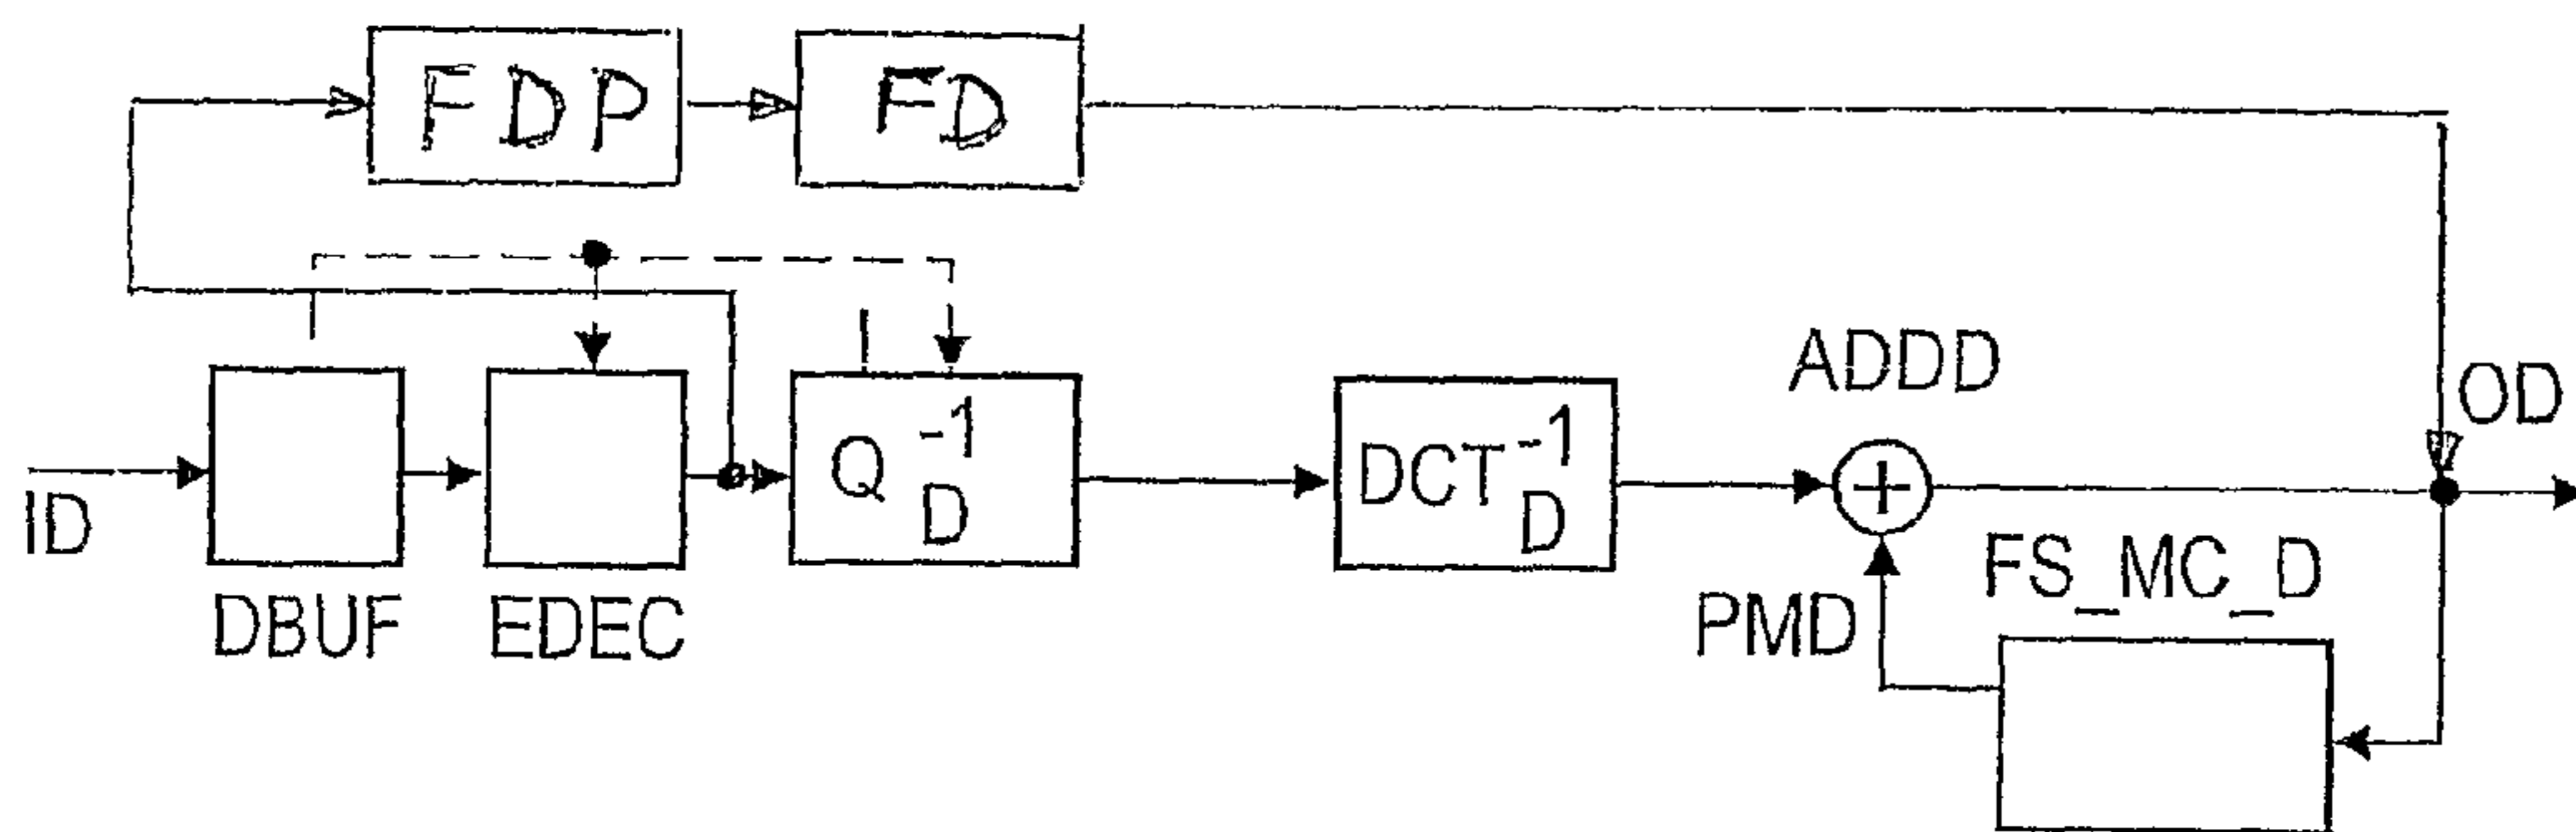 FDP
FD
ADDD
OD
Q -1 D
DCT -1 D
ID
FS_MC_D
DBUF
EDEC
PMD